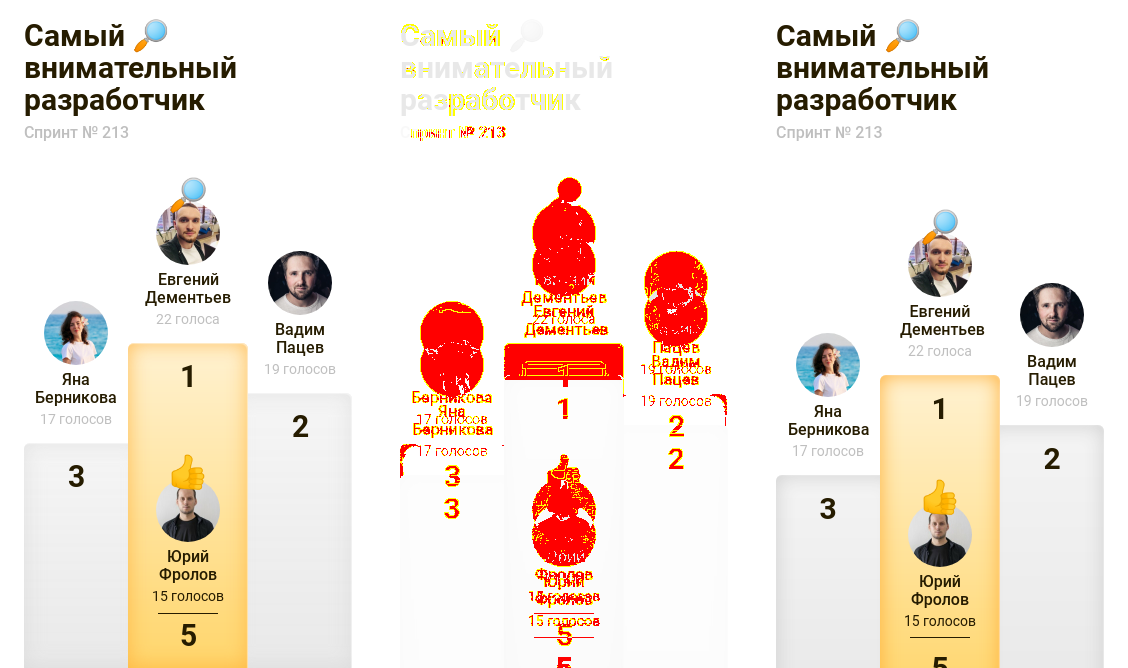 Самый 🔎
внимательный
разработчик
Спринт № 213
Евгений
Дементьев
22 голоса
Вадим
Пацев
19 голосов
Яна
Берникова
17 голосов
1
2
3
Юрий
Фролов
15 голосов
5
Самый
внимательный
разработчик
Спринт № 213
Дементьев
22 голоса
Евгений
Дементьев
Пацев
Вадим
Пацев
19 голосов
Берникова
17 голосов
Яна
Берникова
17 голосов
1
2
2
3
3
Фролов
Юрий
Фролов
15 голосов
15 голосов
5
5
Самый 🔎
внимательный
разработчик
Спринт № 213
Евгений
Дементьев
22 голоса
Вадим
Пацев
19 голосов
Яна
Берникова
17 голосов
1
2
3
Юрий
Фролов
15 голосов
5